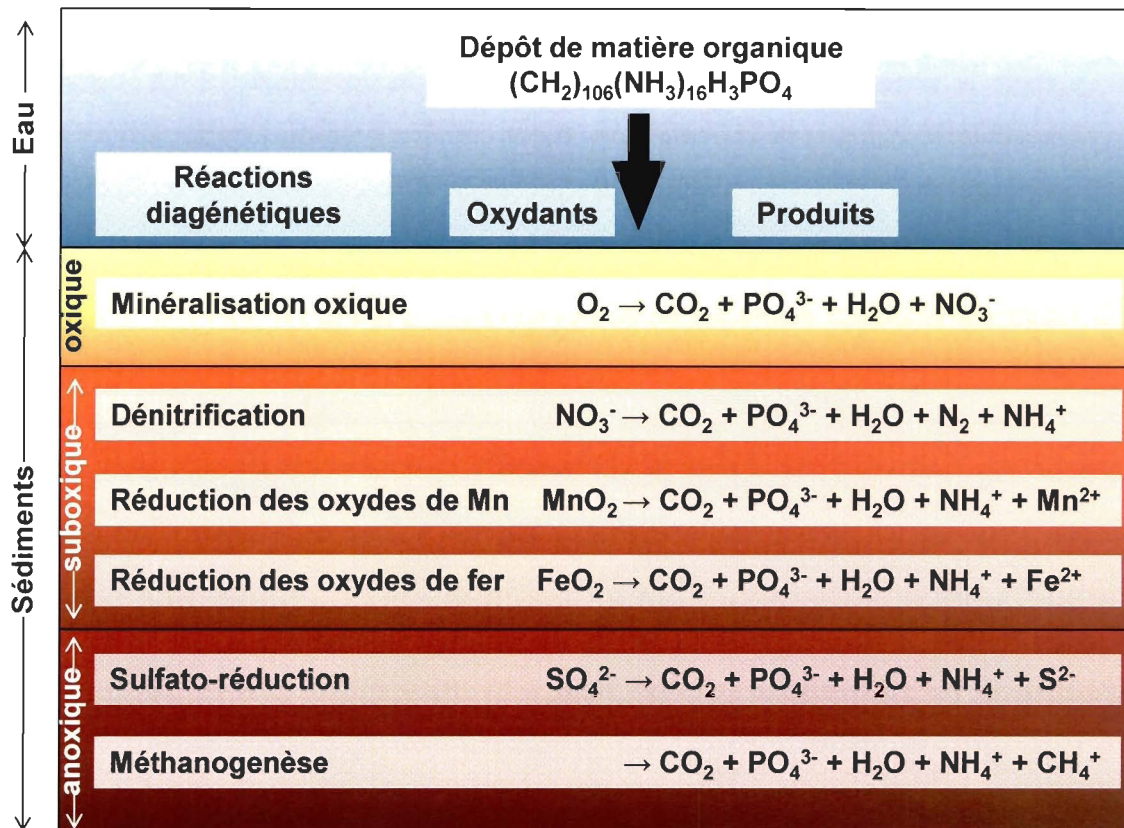 Dépôt de matière organique
(CH₂)₁₀₆(NH₃)₁₆H₃PO₄
Eau
Réactions
diagénétiques
Oxydants
Produits
Sédiments
oxique
Minéralisation oxique O₂ → CO₂ + PO₄³⁻ + H₂O + NO₃⁻
suboxique
Dénitrification NO₃⁻ → CO₂ + PO₄³⁻ + H₂O + N₂ + NH₄⁺
Réduction des oxydes de Mn MnO₂ → CO₂ + PO₄³⁻ + H₂O + NH₄⁺ + Mn²⁺
Réduction des oxydes de fer FeO₂ → CO₂ + PO₄³⁻ + H₂O + NH₄⁺ + Fe²⁺
anoxique
Sulfato-réduction SO₄²⁻ → CO₂ + PO₄³⁻ + H₂O + NH₄⁺ + S²⁻
Méthanogenèse → CO₂ + PO₄³⁻ + H₂O + NH₄⁺ + CH₄⁺